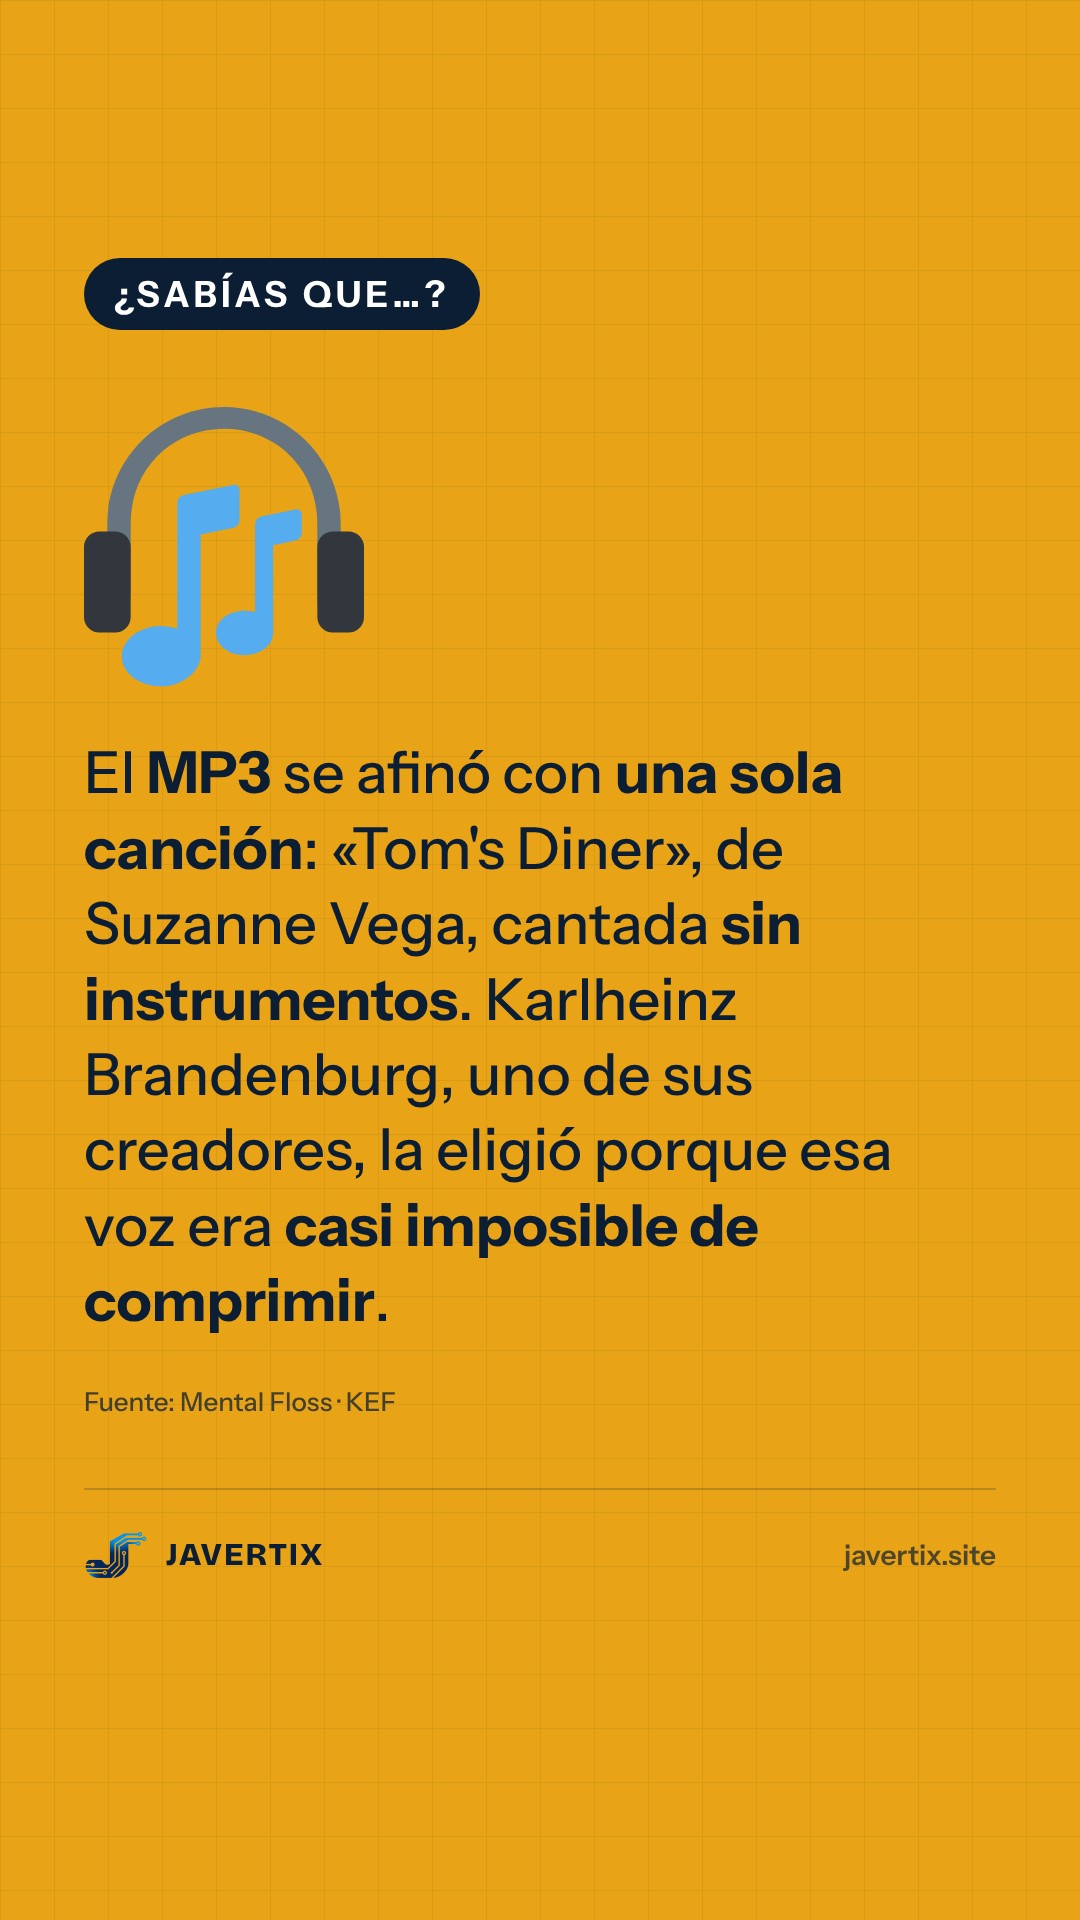 ¿SABÍAS QUE…?
El MP3 se afinó con una sola
canción: «Tom's Diner», de
Suzanne Vega, cantada sin
instrumentos. Karlheinz
Brandenburg, uno de sus
creadores, la eligió porque esa
voz era casi imposible de
comprimir.
Fuente: Mental Floss · KEF
JAVERTIX
javertix.site